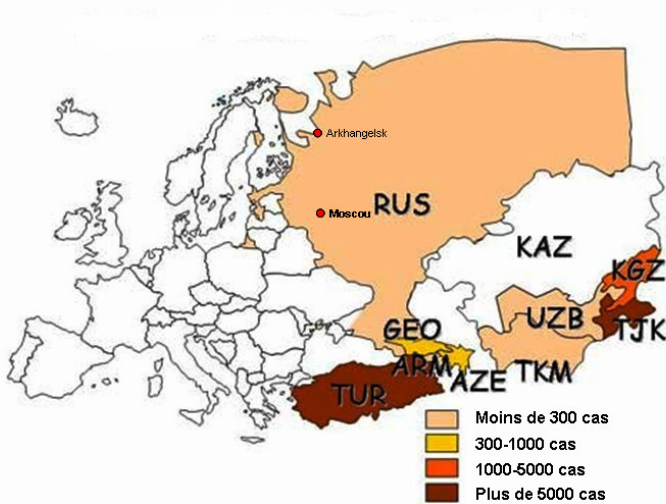 Arkhangelsk
Moscou
RUS
KAZ
KGZ
UZB
TJK
GEO
ARM
AZE
TKM
TUR
Moins de 300 cas
300-1000 cas
1000-5000 cas
Plus de 5000 cas